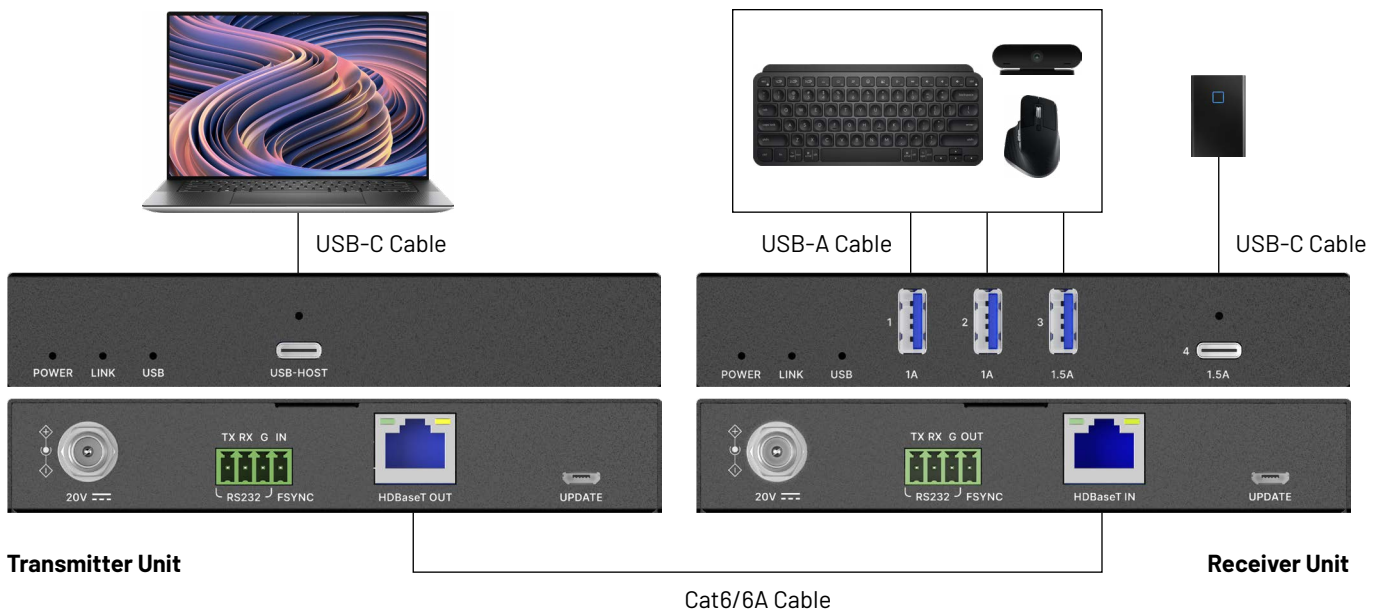 USB-C Cable
USB-A Cable
USB-C Cable
POWER LINK USB
USB-HOST
POWER LINK USB
1
2
3
4
1A
1A
1.5A
1.5A
TX RX G IN
20V
RS232 FSYNC
HDBaseT OUT
UPDATE
TX RX G OUT
20V
RS232 FSYNC
HDBaseT IN
UPDATE
Transmitter Unit
Receiver Unit
Cat6/6A Cable